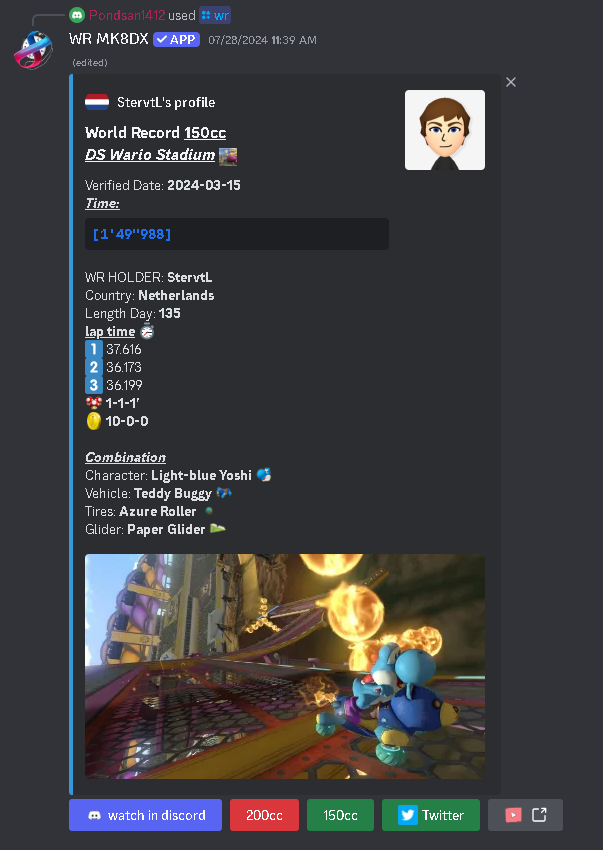 Pondsan1412 used wr
WR MK8DX APP 07/28/2024 11:39 AM
(edited)
StervtL's profile
World Record 150cc
DS Wario Stadium
Verified Date: 2024-03-15
Time:
[1'49"988]
WR HOLDER: StervtL
Country: Netherlands
Length Day: 135
lap time
1 37.616
2 36.173
3 36.199
1-1-1'
10-0-0
Combination
Character: Light-blue Yoshi
Vehicle: Teddy Buggy
Tires: Azure Roller
Glider: Paper Glider
watch in discord 200cc 150cc Twitter